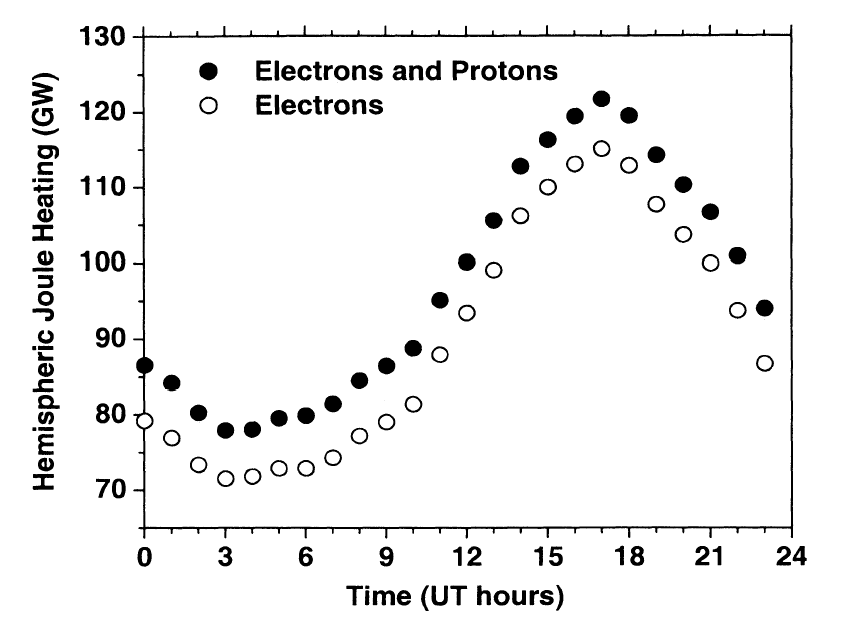 130
120
110
100
90
80
70
Hemispheric Joule Heating (GW)
Electrons and Protons
Electrons
0 3 6 9 12 15 18 21 24
Time (UT hours)